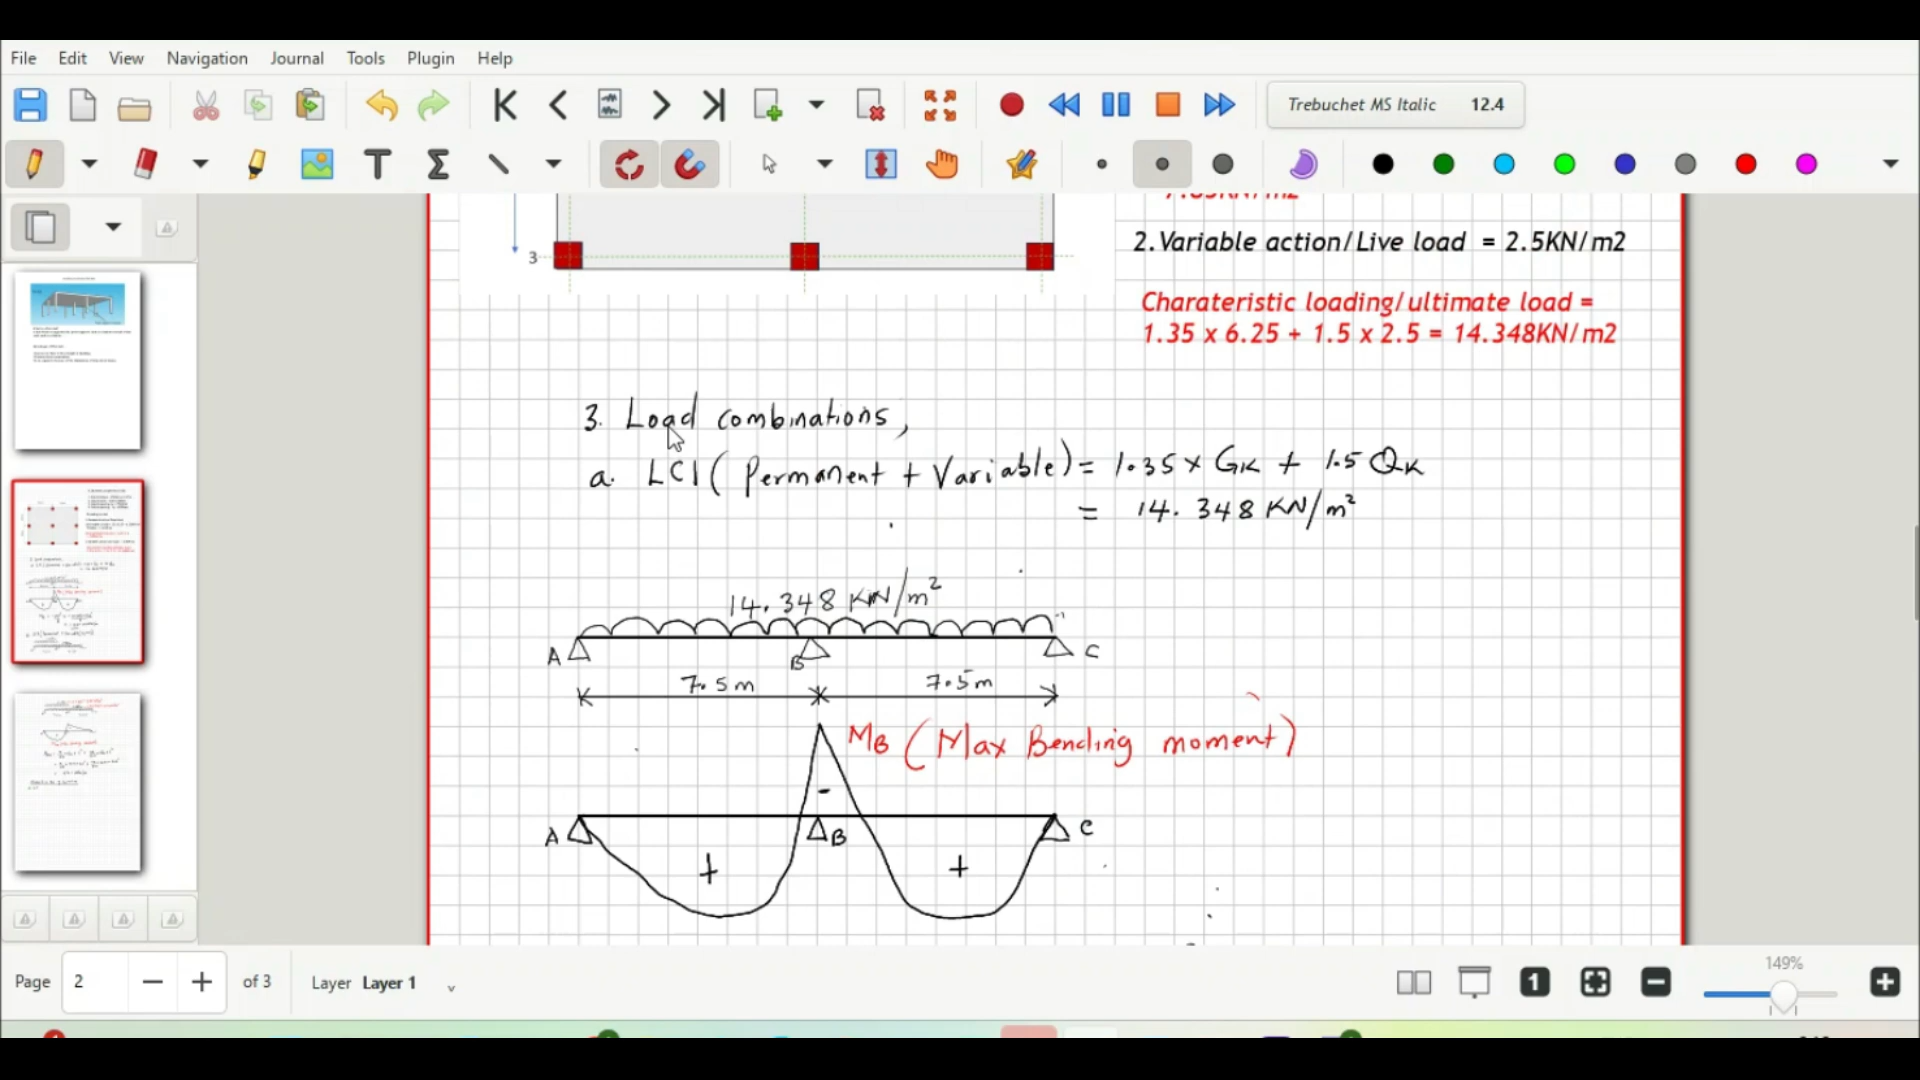 File Edit View Navigation Journal Tools Plugin Help
Trebuchet MS Italic 12.4
3
2.Variable action/Live load = 2.5KN/m2
Charateristic loading/ultimate load =
1.35 x 6.25 + 1.5 x 2.5 = 14.348KN/m2
3. Load combinations,
a. LC1 ( Permanent + Variable) = 1.35 x GK + 1.5 QK
= 14.348 KN/m²
14.348 KN/m²
A B C
7.5m 7.5m
MB (Max Bending moment)
-
A B C
+ +
Page 2 of 3 Layer Layer 1
1
149%